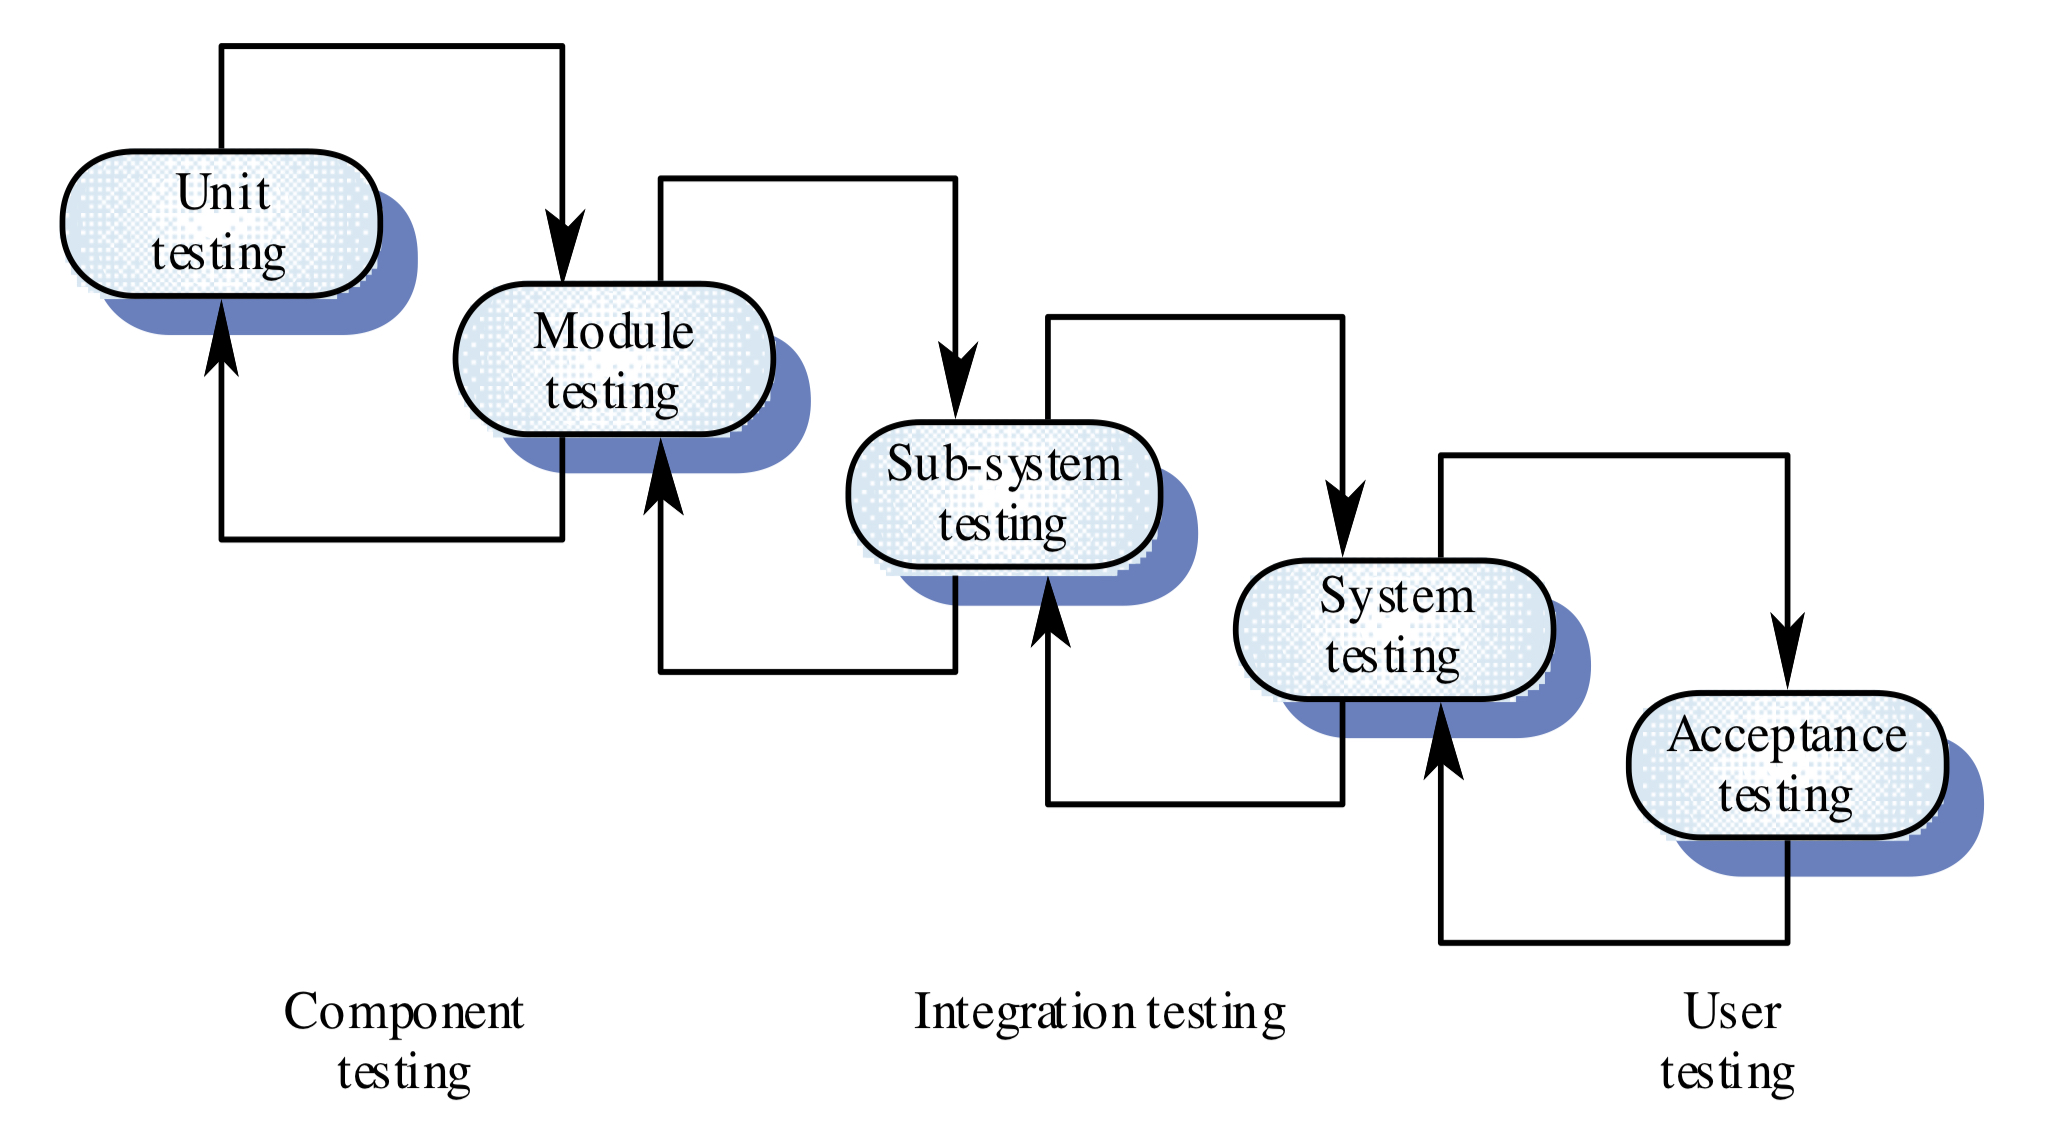 Unit
testing
Module
testing
Sub-system
testing
System
testing
Acceptance
testing
Component
testing
Integration testing
User
testing